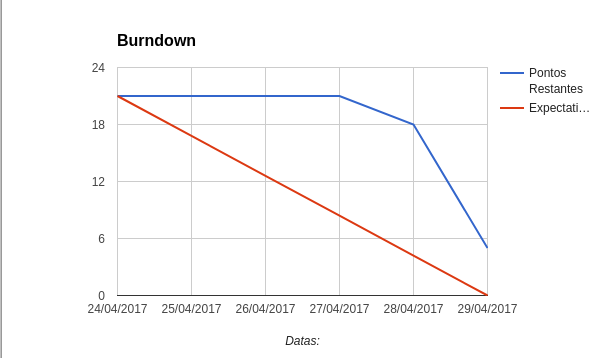 Burndown
24
18
12
6
0
24/04/2017 25/04/2017 26/04/2017 27/04/2017 28/04/2017 29/04/2017
Datas:
Pontos
Restantes
Expectati...